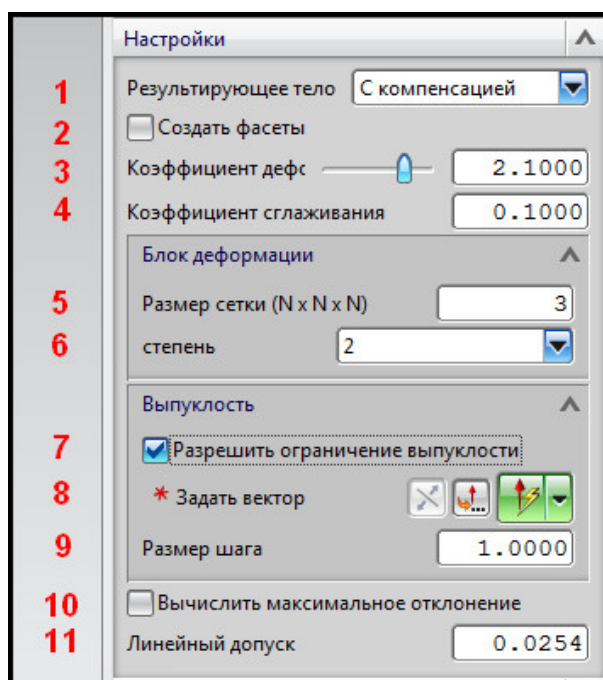 Настройки
1 Результирующее тело С компенсацией
2 Создать фасеты
3 Коэффициент дефс 2.1000
4 Коэффициент сглаживания 0.1000
Блок деформации
5 Размер сетки (N x N x N) 3
6 степень 2
Выпуклость
7 Разрешить ограничение выпуклости
8 * Задать вектор
9 Размер шага 1.0000
10 Вычислить максимальное отклонение
11 Линейный допуск 0.0254